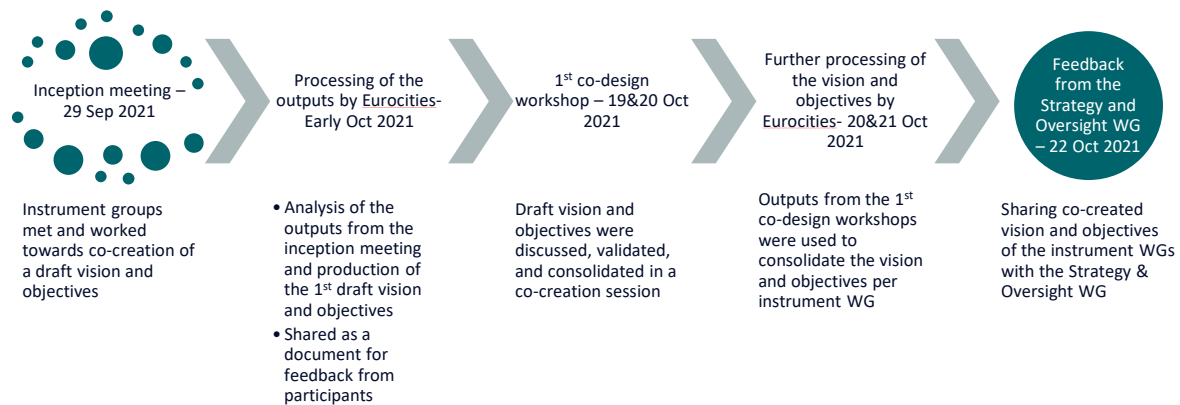 Inception meeting –
29 Sep 2021
Processing of the
outputs by Eurocities-
Early Oct 2021
1st co-design
workshop – 19&20 Oct
2021
Further processing of
the vision and
objectives by
Eurocities- 20&21 Oct
2021
Feedback
from the
Strategy and
Oversight WG
– 22 Oct 2021
Instrument groups
met and worked
towards co-creation of
a draft vision and
objectives
• Analysis of the
outputs from the
inception meeting
and production of
the 1st draft vision
and objectives
• Shared as a
document for
feedback from
participants
Draft vision and
objectives were
discussed, validated,
and consolidated in a
co-creation session
Outputs from the 1st
co-design workshops
were used to
consolidate the vision
and objectives per
instrument WG
Sharing co-created
vision and objectives
of the instrument WGs
with the Strategy &
Oversight WG